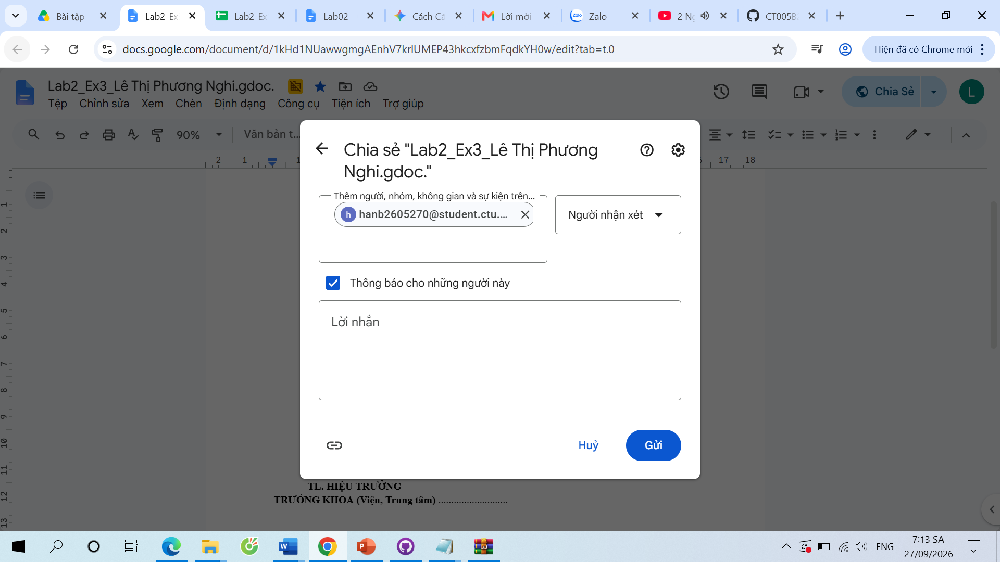 Bài tập -
Lab2_Ex
Lab2_Ex
Lab02 -
Cách Că
Lời mời
Zalo
2 Ng
CT005B
docs.google.com/document/d/1kHd1NUawwgmgAEnhV7krlUMEP43hkcxfzbmFqdkYH0w/edit?tab=t.0
Hiện đã có Chrome mới
Lab2_Ex3_Lê Thị Phương Nghi.gdoc.
Tệp Chỉnh sửa Xem Chèn Định dạng Công cụ Tiện ích Trợ giúp
Chia Sẻ
L
90%
Văn bản t...
2 1 1 17 18
Chia sẻ "Lab2_Ex3_Lê Thị Phương
Nghi.gdoc."
Thêm người, nhóm, không gian và sự kiện trên...
h hanb2605270@student.ctu....
Người nhận xét
Thông báo cho những người này
Lời nhắn
Huỷ
Gửi
1
2
3
4
5
6
7
8
9
10
11
12
13
TL. HIỆU TRƯỞNG
TRƯỞNG KHOA (Viện, Trung tâm) ...........................
ENG
7:13 SA
27/09/2026